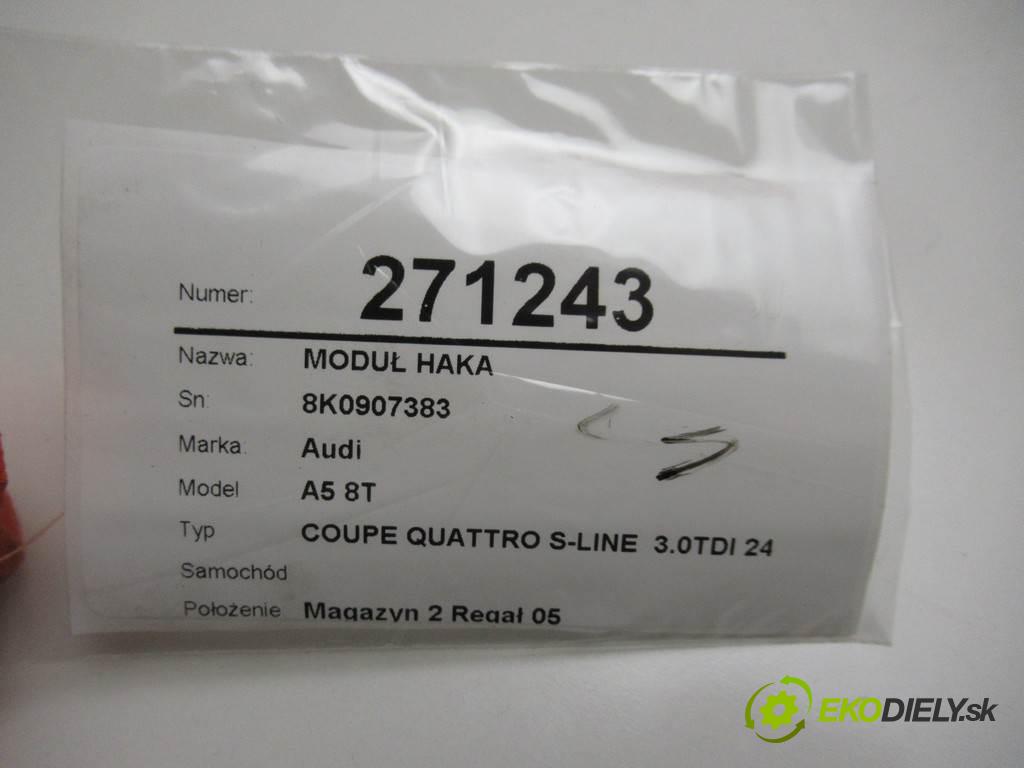 Numer: 271243
Nazwa: MODUŁ HAKA
Sn: 8K0907383
Marka: Audi
Model A5 8T
Typ COUPE QUATTRO S-LINE 3.0TDI 24
Samochód
Położenie Magazyn 2 Regał 05
EKODIELY.sk